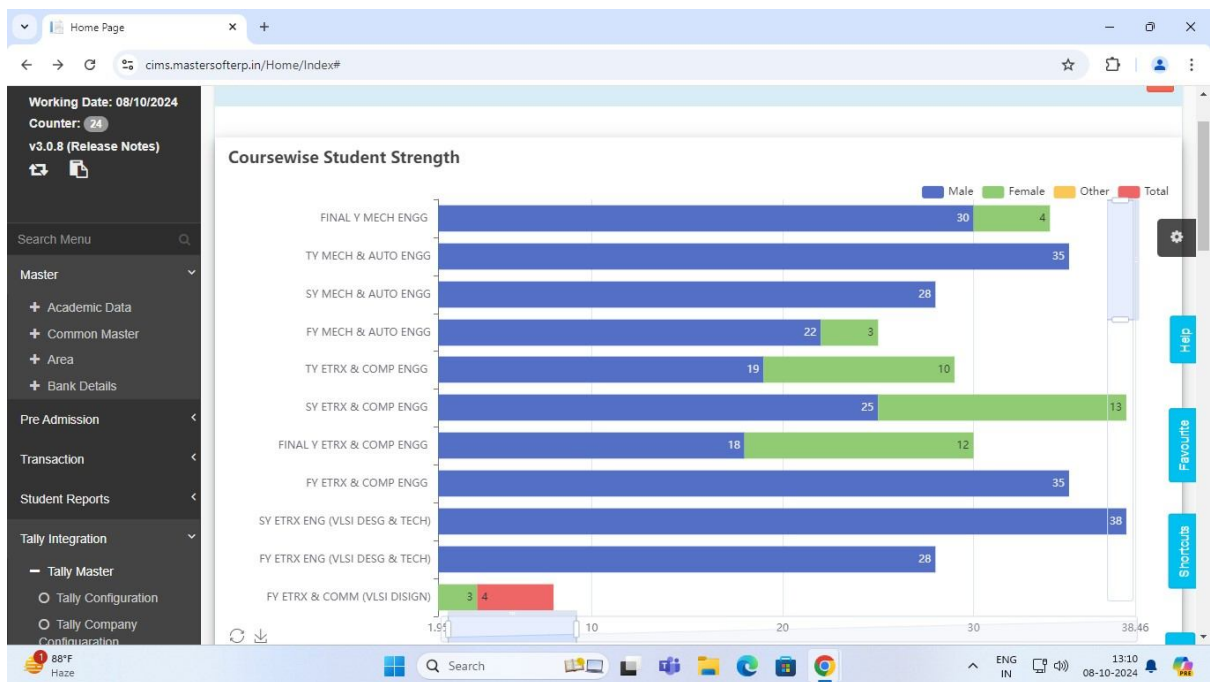 Home Page
cims.mastersofterp.in/Home/Index#
Working Date: 08/10/2024
Counter: 24
v3.0.8 (Release Notes)
Search Menu
Master
Academic Data
Common Master
Area
Bank Details
Pre Admission
Transaction
Student Reports
Tally Integration
Tally Master
Tally Configuration
Tally Company
Configuaration
Coursewise Student Strength
Male Female Other Total
FINAL Y MECH ENGG 30 4
TY MECH & AUTO ENGG 35
SY MECH & AUTO ENGG 28
FY MECH & AUTO ENGG 22 3
TY ETRX & COMP ENGG 19 10
SY ETRX & COMP ENGG 25 13
FINAL Y ETRX & COMP ENGG 18 12
FY ETRX & COMP ENGG 35
SY ETRX ENG (VLSI DESG & TECH) 38
FY ETRX ENG (VLSI DESG & TECH) 28
FY ETRX & COMM (VLSI DISIGN) 3 4
10 20 30 38.46
Help
Favourite
Shortcuts
1
88°F
Haze
Search
PRE
ENG
IN
13:10
08-10-2024